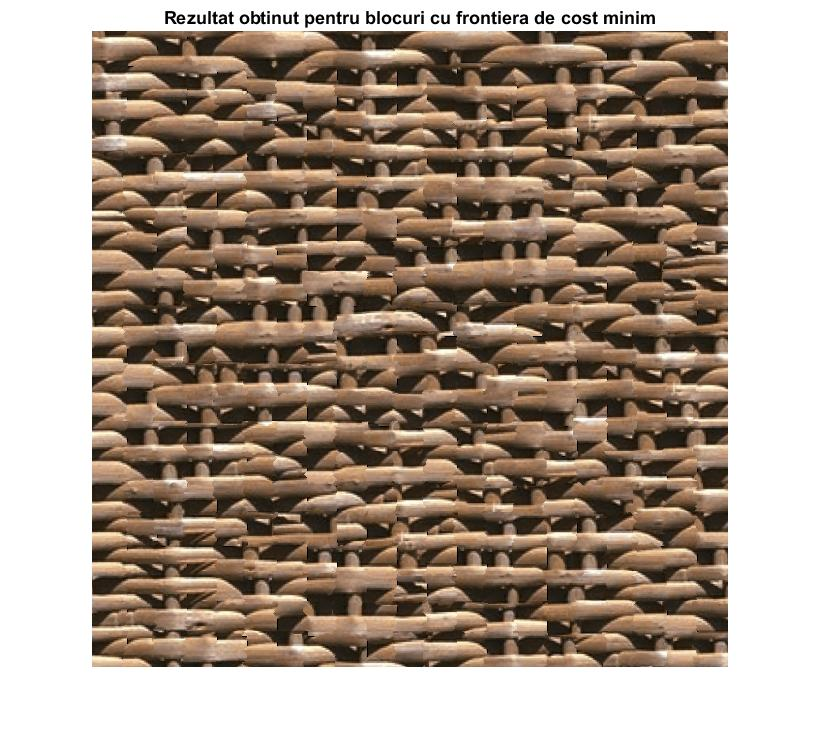 Rezultat obtinut pentru blocuri cu frontiera de cost minim